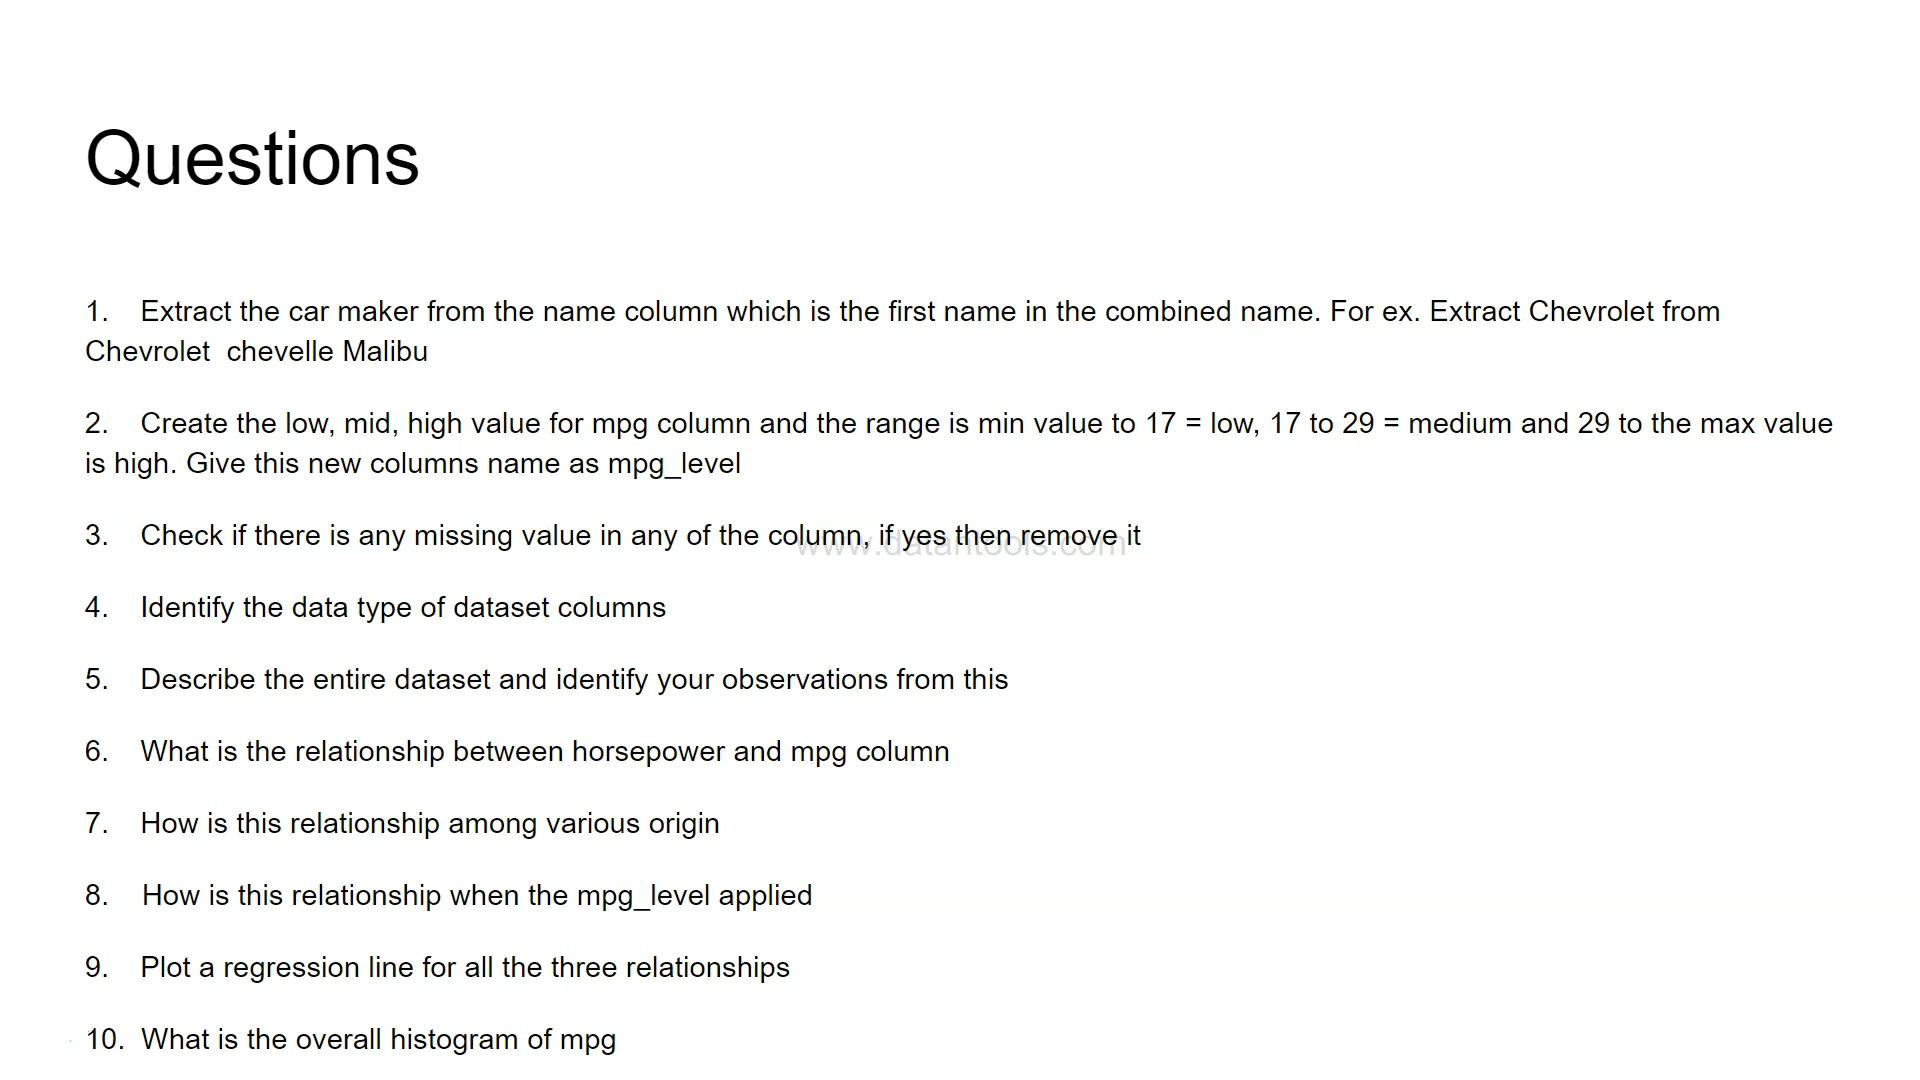 Questions
1. Extract the car maker from the name column which is the first name in the combined name. For ex. Extract Chevrolet from
Chevrolet chevelle Malibu
2. Create the low, mid, high value for mpg column and the range is min value to 17 = low, 17 to 29 = medium and 29 to the max value
is high. Give this new columns name as mpg_level
3. Check if there is any missing value in any of the column, if yes then remove it
www.datantools.com
4. Identify the data type of dataset columns
5. Describe the entire dataset and identify your observations from this
6. What is the relationship between horsepower and mpg column
7. How is this relationship among various origin
8. How is this relationship when the mpg_level applied
9. Plot a regression line for all the three relationships
10. What is the overall histogram of mpg